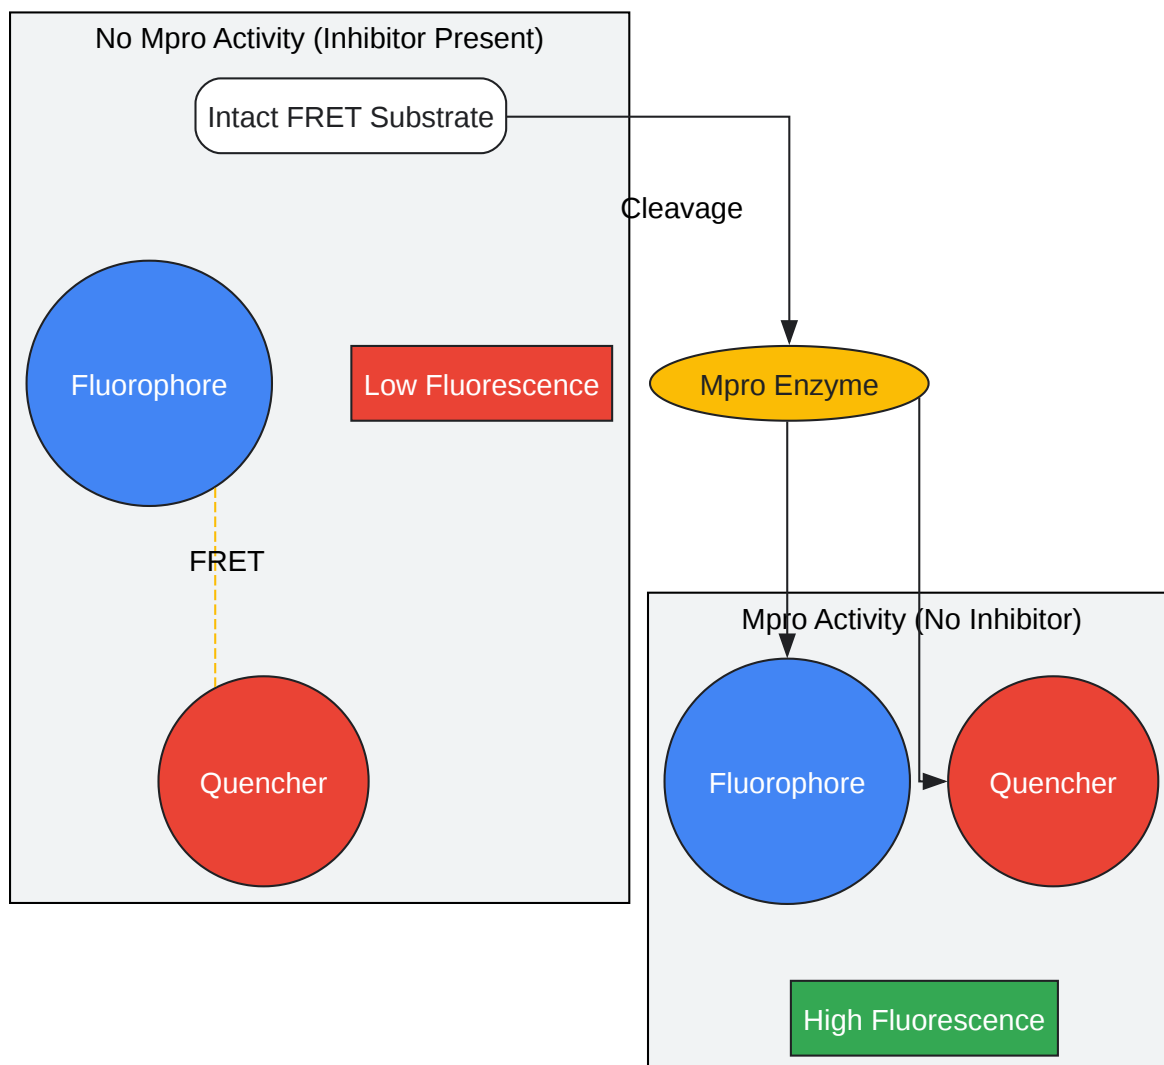 No Mpro Activity (Inhibitor Present)
Intact FRET Substrate
Cleavage
Fluorophore
Low Fluorescence
Mpro Enzyme
FRET
Mpro Activity (No Inhibitor)
Quencher
Fluorophore
Quencher
High Fluorescence